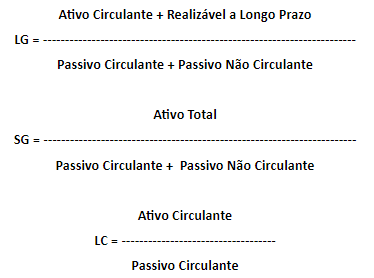 Ativo Circulante + Realizável a Longo Prazo
LG = -----------------------------------------------------------------------
Passivo Circulante + Passivo Não Circulante
Ativo Total
SG = -----------------------------------------------------------------------
Passivo Circulante + Passivo Não Circulante
Ativo Circulante
LC = -----------------------------------
Passivo Circulante